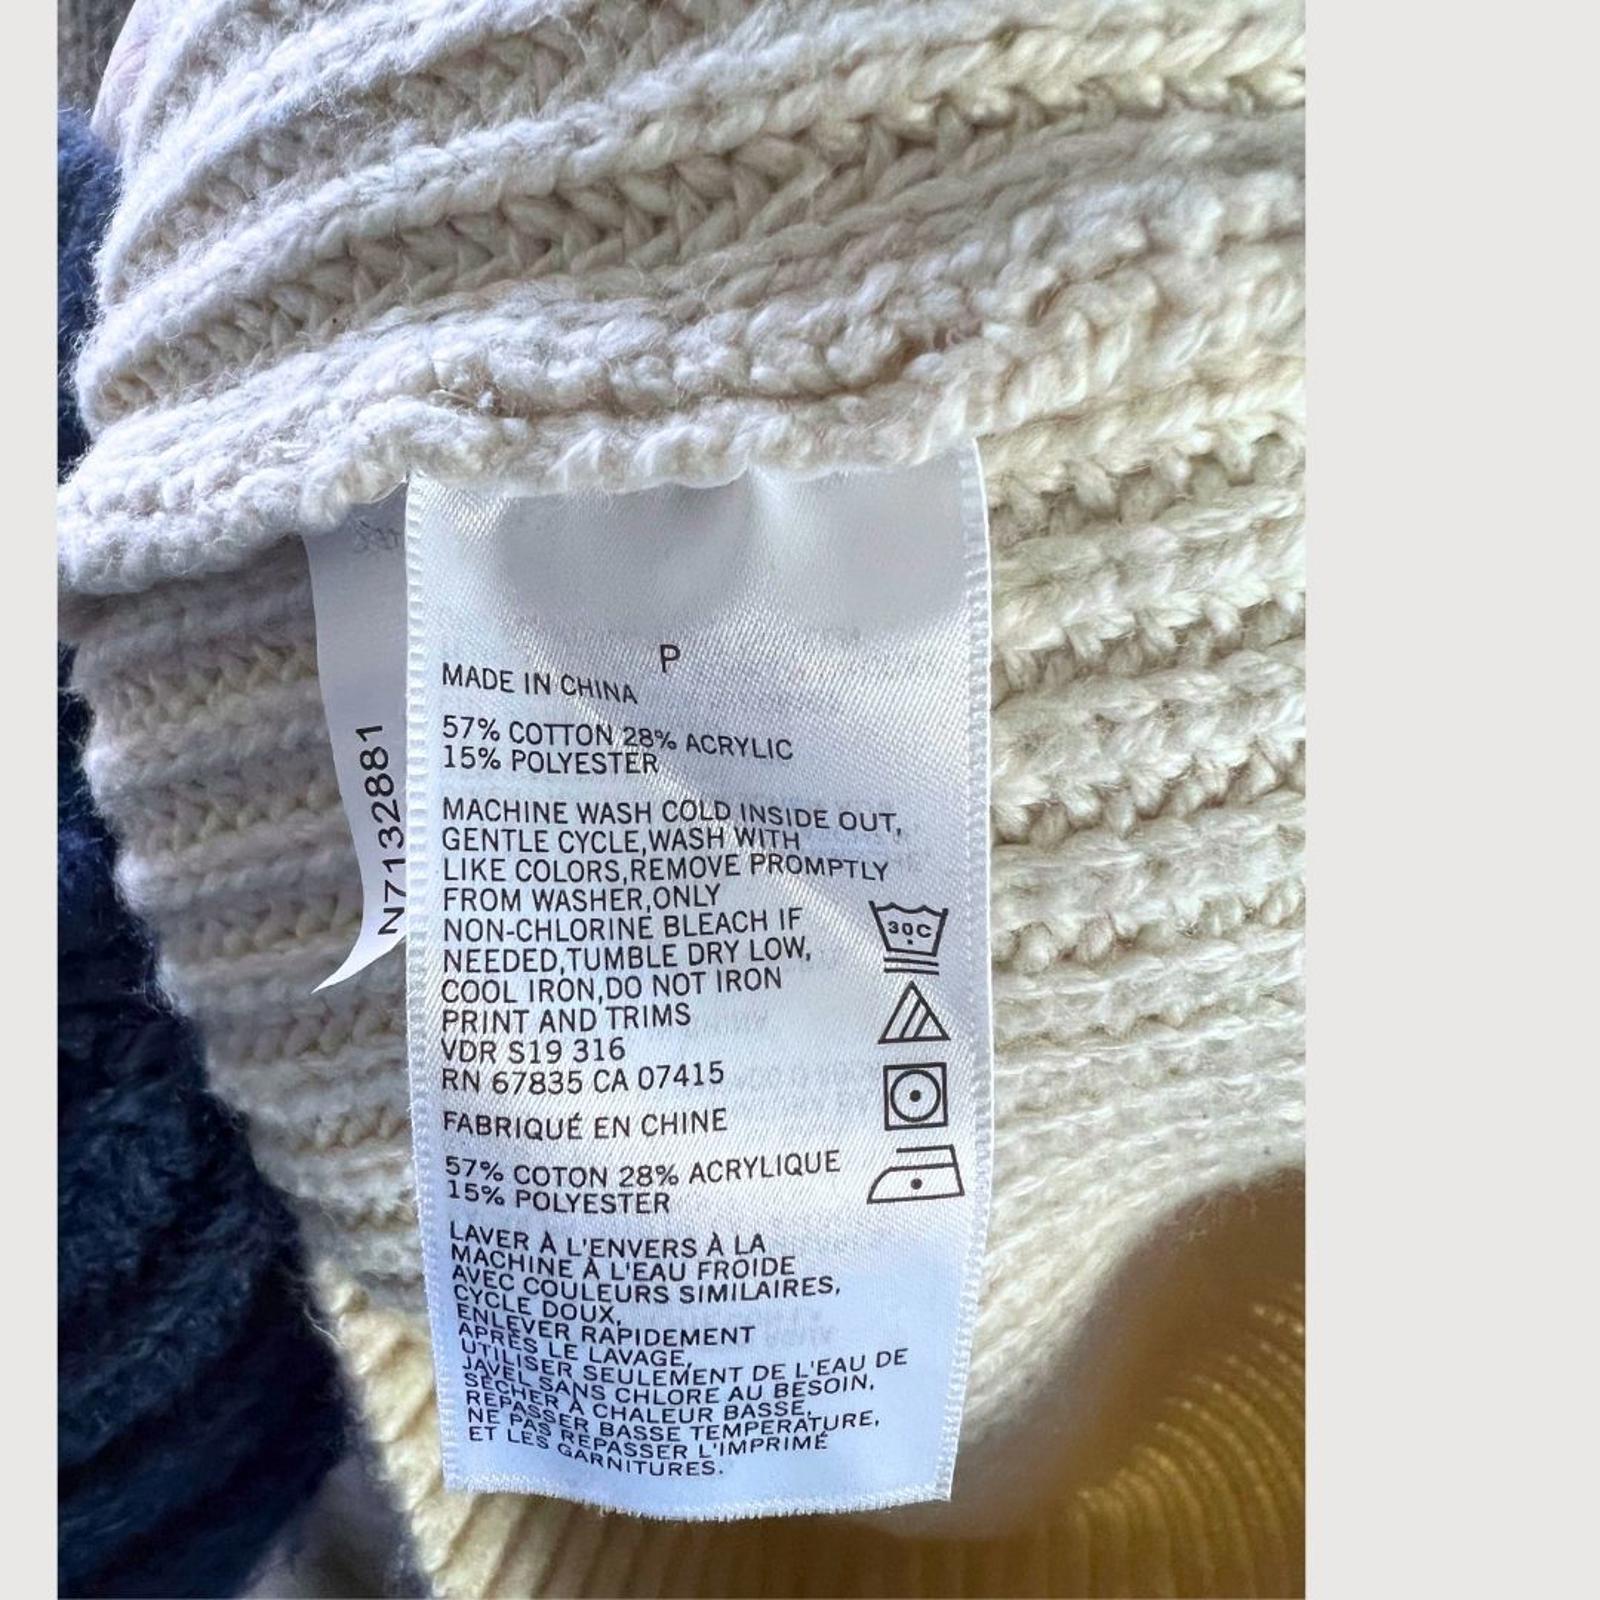 P
MADE IN CHINA
57% COTTON 28% ACRYLIC
15% POLYESTER
MACHINE WASH COLD INSIDE OUT,
GENTLE CYCLE,WASH WITH
LIKE COLORS,REMOVE PROMPTLY
FROM WASHER,ONLY
NON-CHLORINE BLEACH IF
NEEDED,TUMBLE DRY LOW,
COOL IRON,DO NOT IRON
PRINT AND TRIMS
VDR S19 316
RN 67835 CA 07415
FABRIQUÉ EN CHINE
57% COTON 28% ACRYLIQUE
15% POLYESTER
LAVER À L'ENVERS À LA
MACHINE À L'EAU FROIDE
AVEC COULEURS SIMILAIRES,
CYCLE DOUX,
ENLEVER RAPIDEMENT
APRÈS LE LAVAGE,
UTILISER SEULEMENT DE L'EAU DE
JAVEL SANS CHLORE AU BESOIN,
SÉCHER À CHALEUR BASSE,
REPASSER BASSE TEMPÉRATURE,
NE PAS REPASSER L'IMPRIMÉ
ET LES GARNITURES.
30C
N7132881